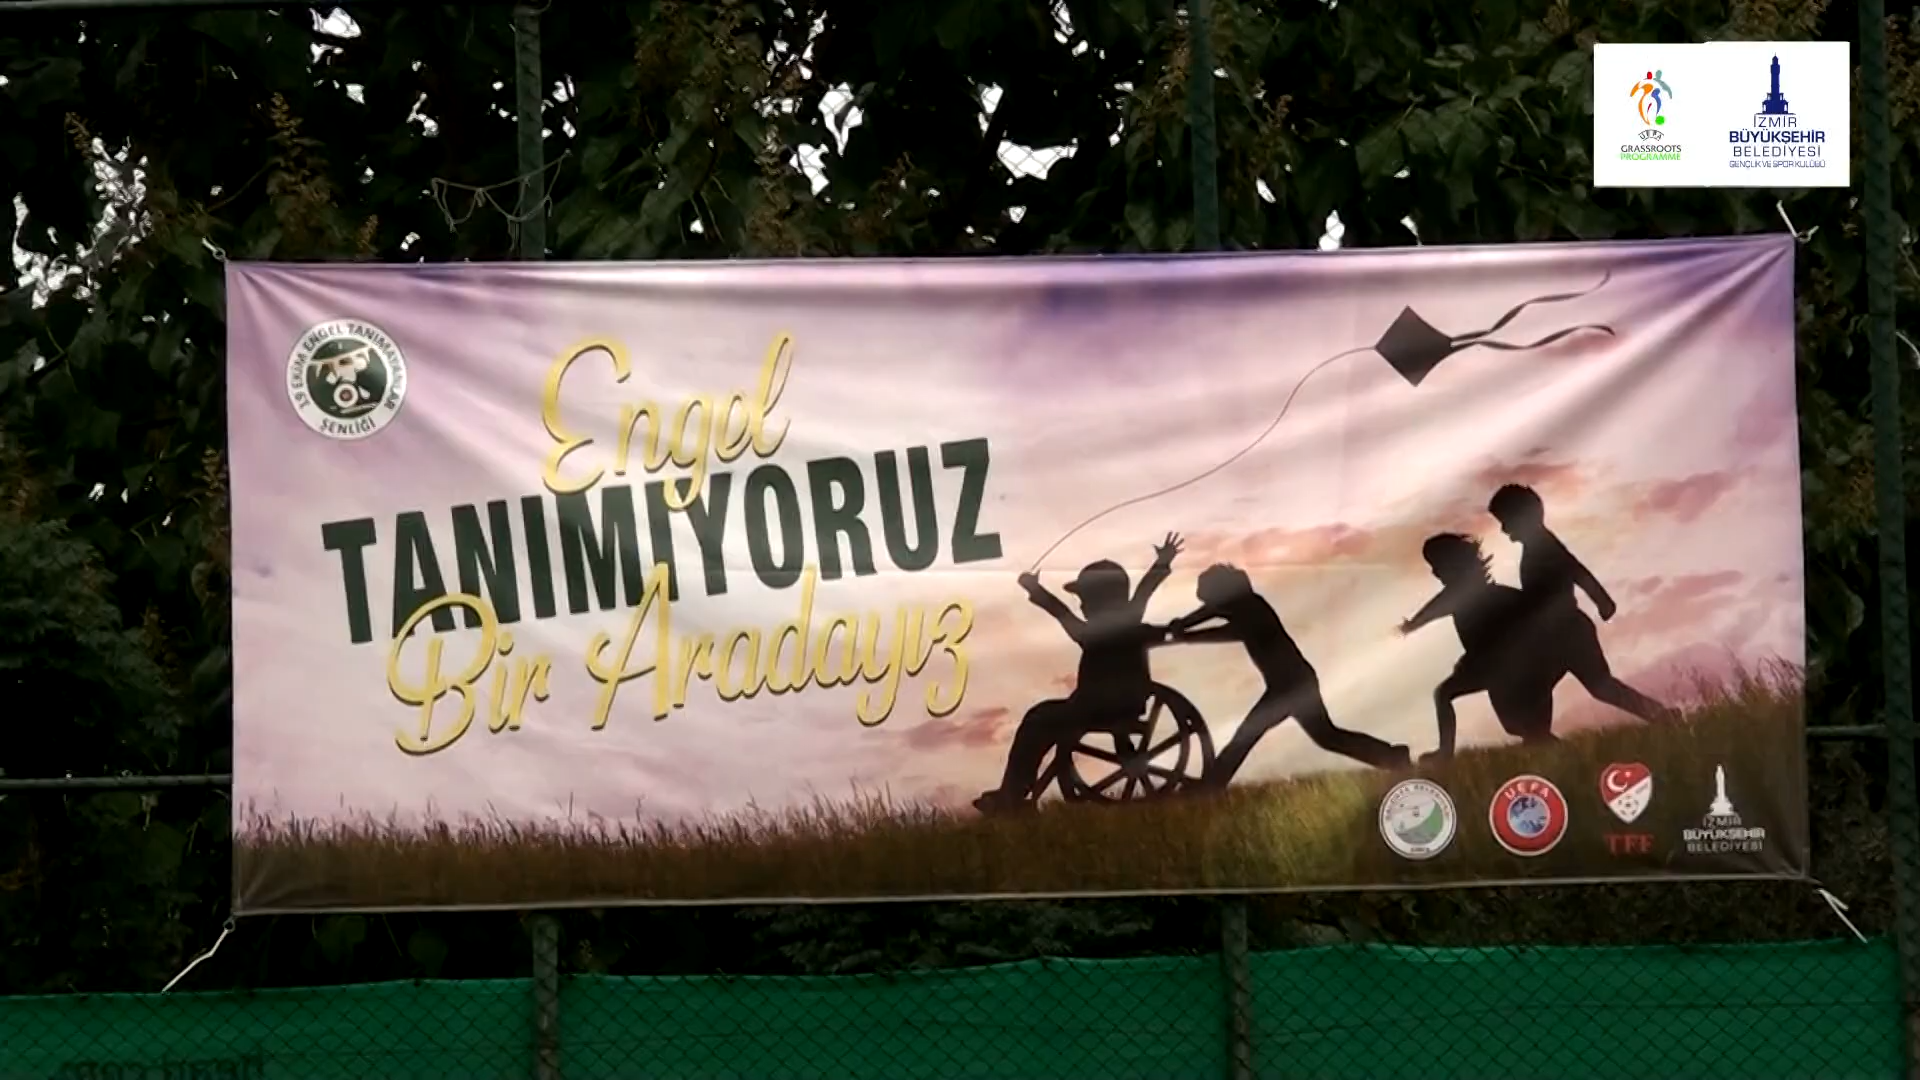 UEFA
GRASSROOTS
PROGRAMME
İZMİR
BÜYÜKŞEHİR
BELEDİYESİ
GENÇLİK VE SPOR KULÜBÜ
19 EKİM ENGEL TANIMAYANLAR
ŞENLİĞİ
Engel
TANIMIYORUZ
Bir Aradayız
UEFA
TFF
İZMİR
BÜYÜKŞEHİR
BELEDİYESİ